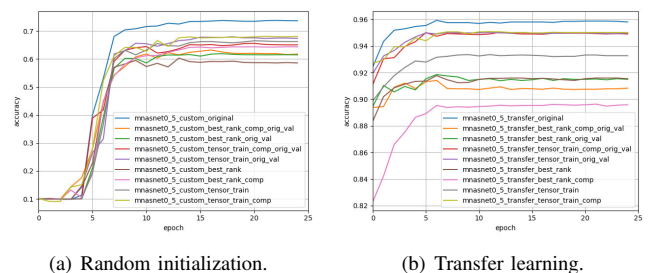 0.7
0.6
0.5
0.4
0.3
0.2
0.1
accuracy
0
5
10
15
20
25
epoch
mnasnet0_5_custom_original
mnasnet0_5_custom_best_rank_comp_orig_val
mnasnet0_5_custom_best_rank_orig_val
mnasnet0_5_custom_tensor_train_comp_orig_val
mnasnet0_5_custom_tensor_train_orig_val
mnasnet0_5_custom_best_rank
mnasnet0_5_custom_best_rank_comp
mnasnet0_5_custom_tensor_train
mnasnet0_5_custom_tensor_train_comp
(a) Random initialization.
0.96
0.94
0.92
0.90
0.88
0.86
0.84
0.82
accuracy
0
5
10
15
20
25
epoch
mnasnet0_5_transfer_original
mnasnet0_5_transfer_best_rank_comp_orig_val
mnasnet0_5_transfer_best_rank_orig_val
mnasnet0_5_transfer_tensor_train_comp_orig_val
mnasnet0_5_transfer_tensor_train_orig_val
mnasnet0_5_transfer_best_rank
mnasnet0_5_transfer_best_rank_comp
mnasnet0_5_transfer_tensor_train
mnasnet0_5_transfer_tensor_train_comp
(b) Transfer learning.